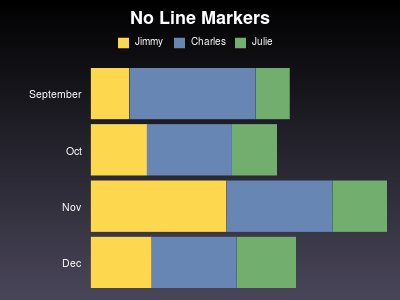 No Line Markers
Jimmy Charles Julie
September
Oct
Nov
Dec